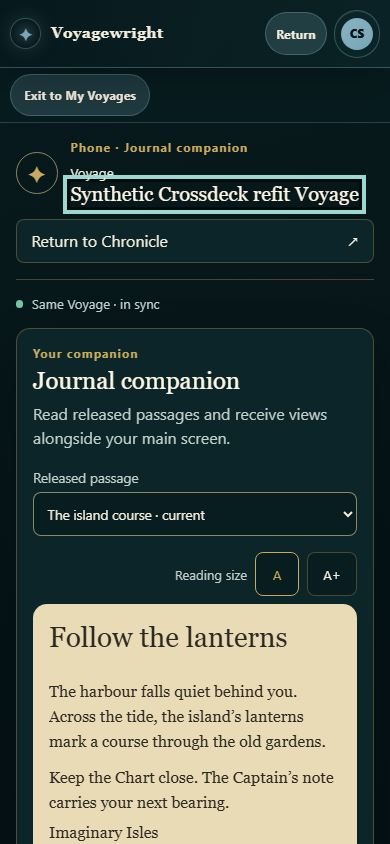 Voyagewright
Return
CS
Exit to My Voyages
Phone · Journal companion
Voyage
Synthetic Crossdeck refit Voyage
Return to Chronicle ↗
Same Voyage · in sync
Your companion
Journal companion
Read released passages and receive views
alongside your main screen.
Released passage
The island course · current
Reading size
A
A+
Follow the lanterns
The harbour falls quiet behind you.
Across the tide, the island’s lanterns
mark a course through the old gardens.
Keep the Chart close. The Captain’s note
carries your next bearing.
Imaginary Isles